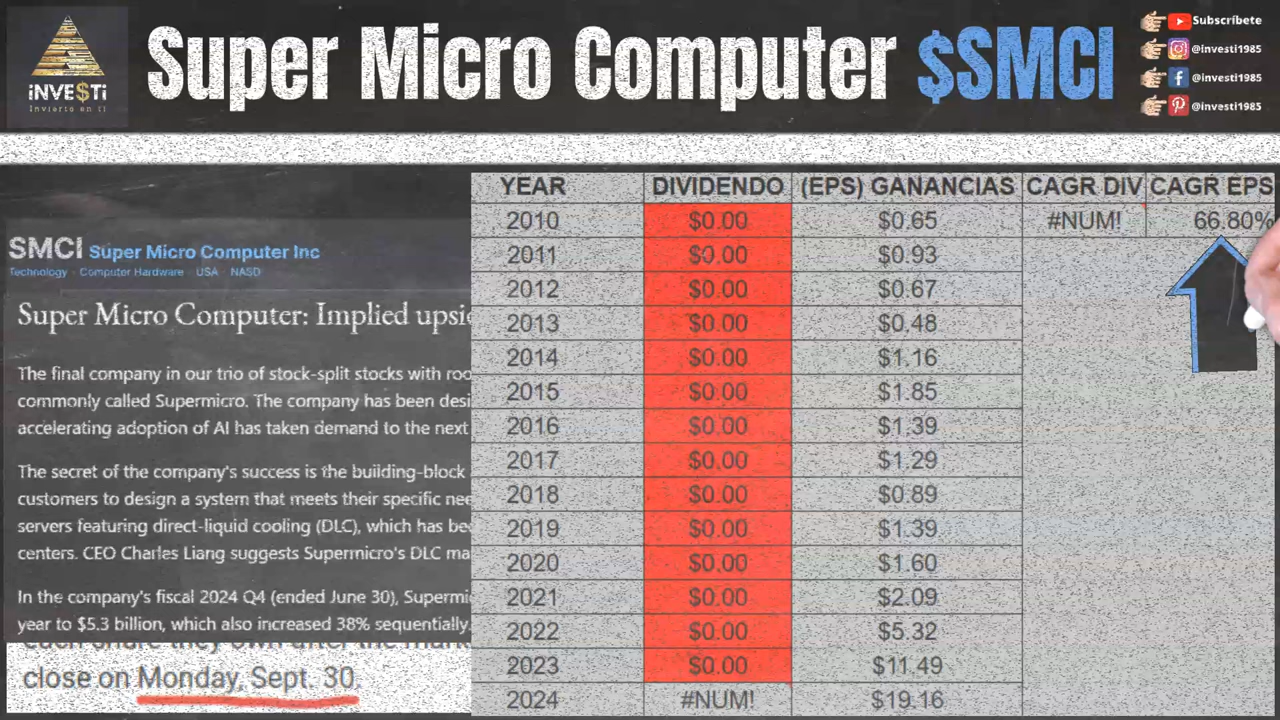 iNVE$Ti
Invierto en ti
Super Micro Computer $SMCI
Subscríbete
@investi1985
@investi1985
@investi1985
SMCI Super Micro Computer Inc
Technology · Computer Hardware · USA · NASD
Super Micro Computer: Implied upsi
The final company in our trio of stock-split stocks with roo
commonly called Supermicro. The company has been desi
accelerating adoption of AI has taken demand to the next
The secret of the company's success is the building-block
customers to design a system that meets their specific nee
servers featuring direct-liquid cooling (DLC), which has bee
centers. CEO Charles Liang suggests Supermicro's DLC ma
In the company's fiscal 2024 Q4 (ended June 30), Supermi
year to $5.3 billion, which also increased 38% sequentially.
close on Monday, Sept. 30
YEAR DIVIDENDO (EPS) GANANCIAS CAGR DIV CAGR EPS
2010 $0.00 $0.65 #NUM! 66.80%
2011 $0.00 $0.93
2012 $0.00 $0.67
2013 $0.00 $0.48
2014 $0.00 $1.16
2015 $0.00 $1.85
2016 $0.00 $1.39
2017 $0.00 $1.29
2018 $0.00 $0.89
2019 $0.00 $1.39
2020 $0.00 $1.60
2021 $0.00 $2.09
2022 $0.00 $5.32
2023 $0.00 $11.49
2024 #NUM! $19.16